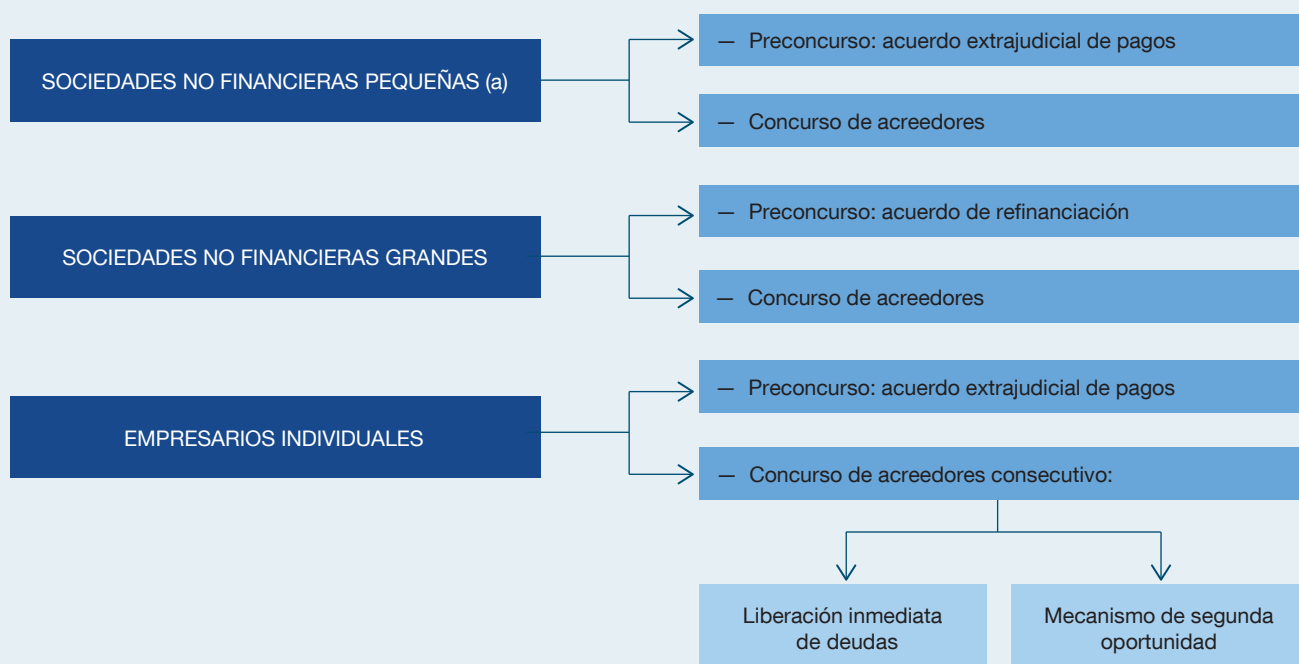 SOCIEDADES NO FINANCIERAS PEQUEÑAS (a)
— Preconcurso: acuerdo extrajudicial de pagos
— Concurso de acreedores
SOCIEDADES NO FINANCIERAS GRANDES
— Preconcurso: acuerdo de refinanciación
— Concurso de acreedores
EMPRESARIOS INDIVIDUALES
— Preconcurso: acuerdo extrajudicial de pagos
— Concurso de acreedores consecutivo:
Liberación inmediata
de deudas
Mecanismo de segunda
oportunidad